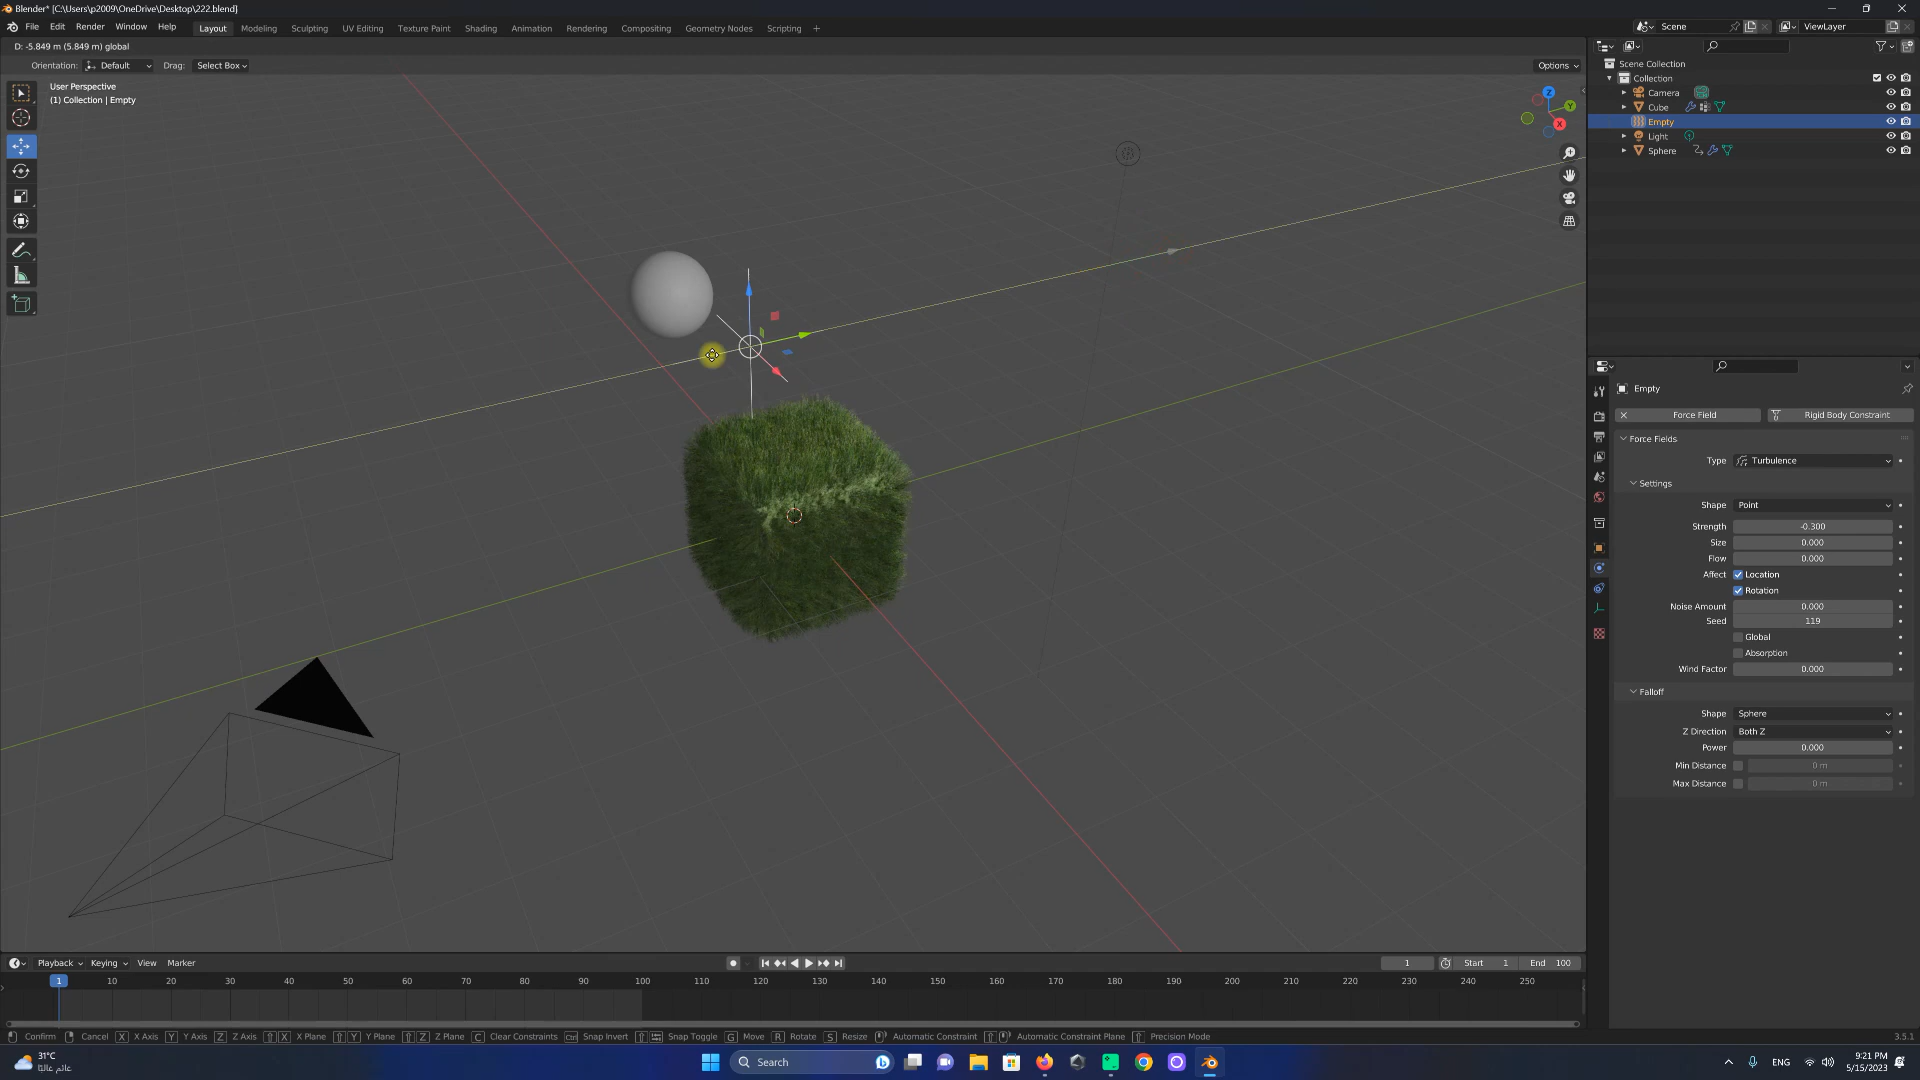 Blender* [C:\Users\p2009\OneDrive\Desktop\222.blend]
File Edit Render Window Help
Layout Modeling Sculpting UV Editing Texture Paint Shading Animation Rendering Compositing Geometry Nodes Scripting +
Scene
ViewLayer
D: -5.849 m (5.849 m) global
Orientation: Default Drag: Select Box
Options
User Perspective
(1) Collection | Empty
Z
Y
X
Scene Collection
Collection
Camera
Cube
Empty
Light
Sphere
Empty
Force Field
Rigid Body Constraint
Force Fields
Type Turbulence
Settings
Shape Point
Strength -0.300
Size 0.000
Flow 0.000
Affect Location
Rotation
Noise Amount 0.000
Seed 119
Global
Absorption
Wind Factor 0.000
Falloff
Shape Sphere
Z Direction Both Z
Power 0.000
Min Distance 0 m
Max Distance 0 m
Playback Keying View Marker
1 Start 1 End 100
1 10 20 30 40 50 60 70 80 90 100 110 120 130 140 150 160 170 180 190 200 210 220 230 240 250
Confirm Cancel X X Axis Y Y Axis Z Z Axis X X Plane Y Y Plane Z Z Plane C Clear Constraints Ctrl Snap Invert Snap Toggle G Move R Rotate S Resize Automatic Constraint Automatic Constraint Plane Precision Mode 3.5.1
31°C
غائم غالبًا
Search
ENG
9:21 PM
5/15/2023